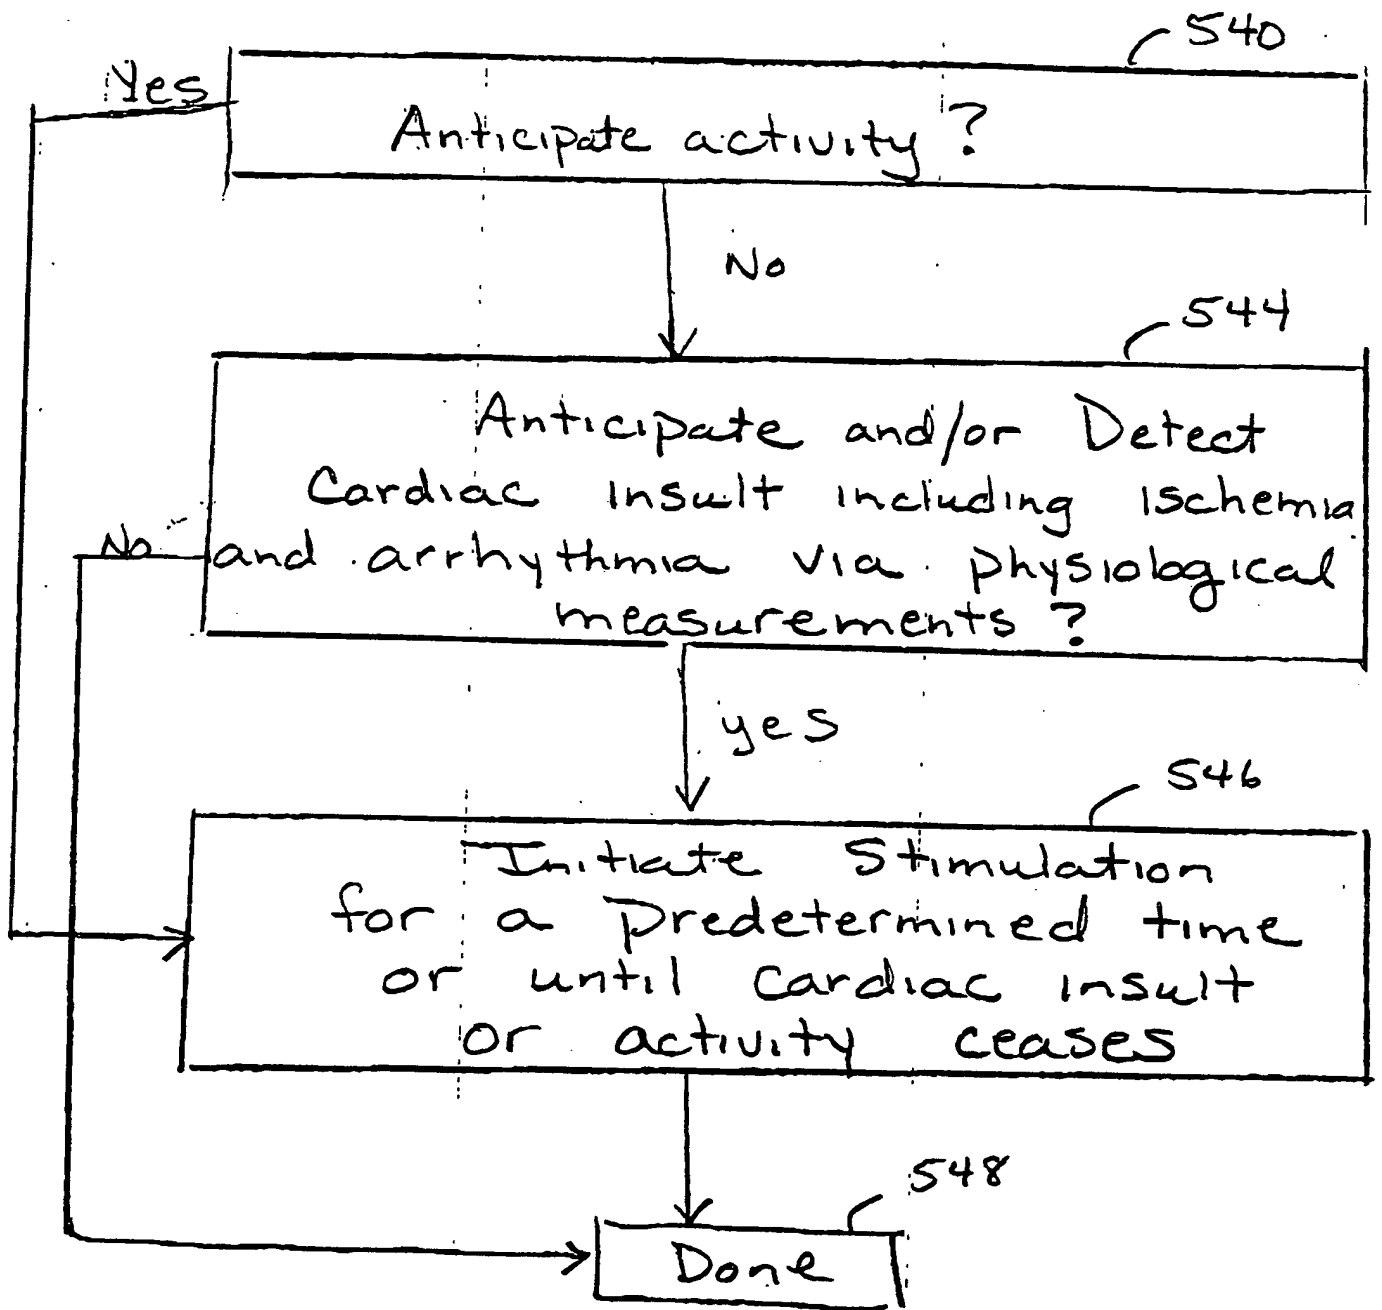 540
Yes
Anticipate activity?
No
544
Anticipate and/or Detect
Cardiac insult including ischemia
No
and arrhythmia via physiological
measurements?
yes
546
Initiate Stimulation
for a predetermined time
or until cardiac insult
or activity ceases
548
Done